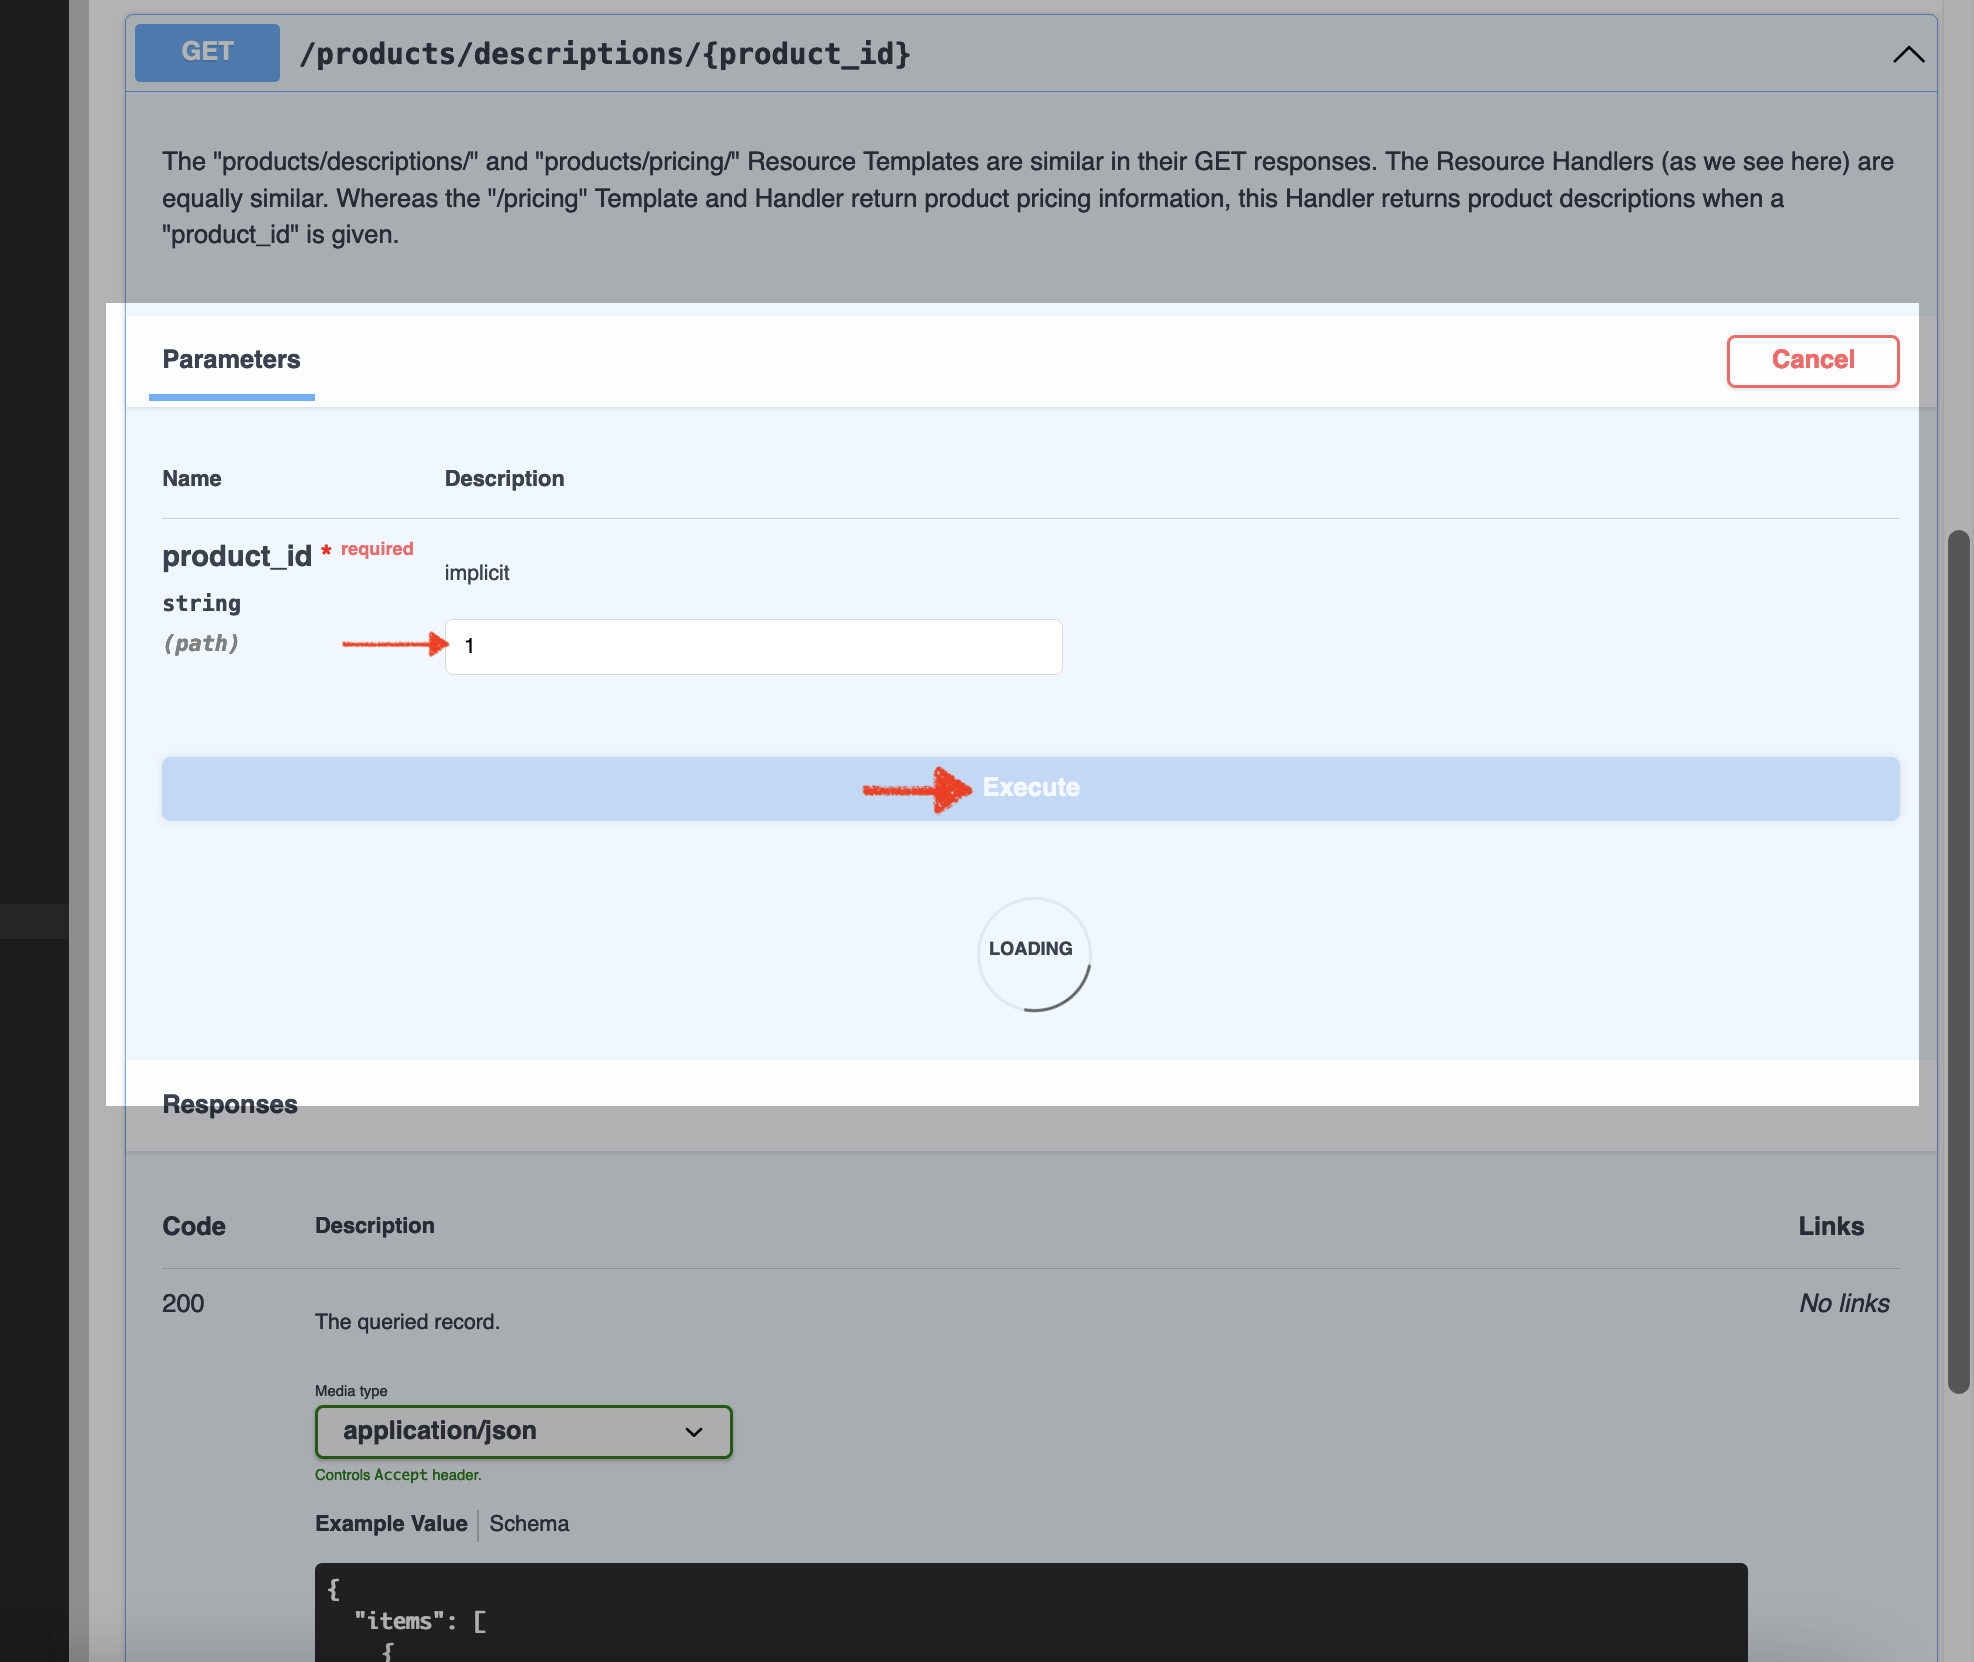 GET /products/descriptions/{product_id}
The "products/descriptions/" and "products/pricing/" Resource Templates are similar in their GET responses. The Resource Handlers (as we see here) are
equally similar. Whereas the "/pricing" Template and Handler return product pricing information, this Handler returns product descriptions when a
"product_id" is given.
Parameters Cancel
Name Description
product_id * required
implicit
string
(path)
1
Execute
LOADING
Responses
Code Description Links
200 No links
The queried record.
Media type
application/json
Controls Accept header.
Example Value Schema
{
"items": [
{